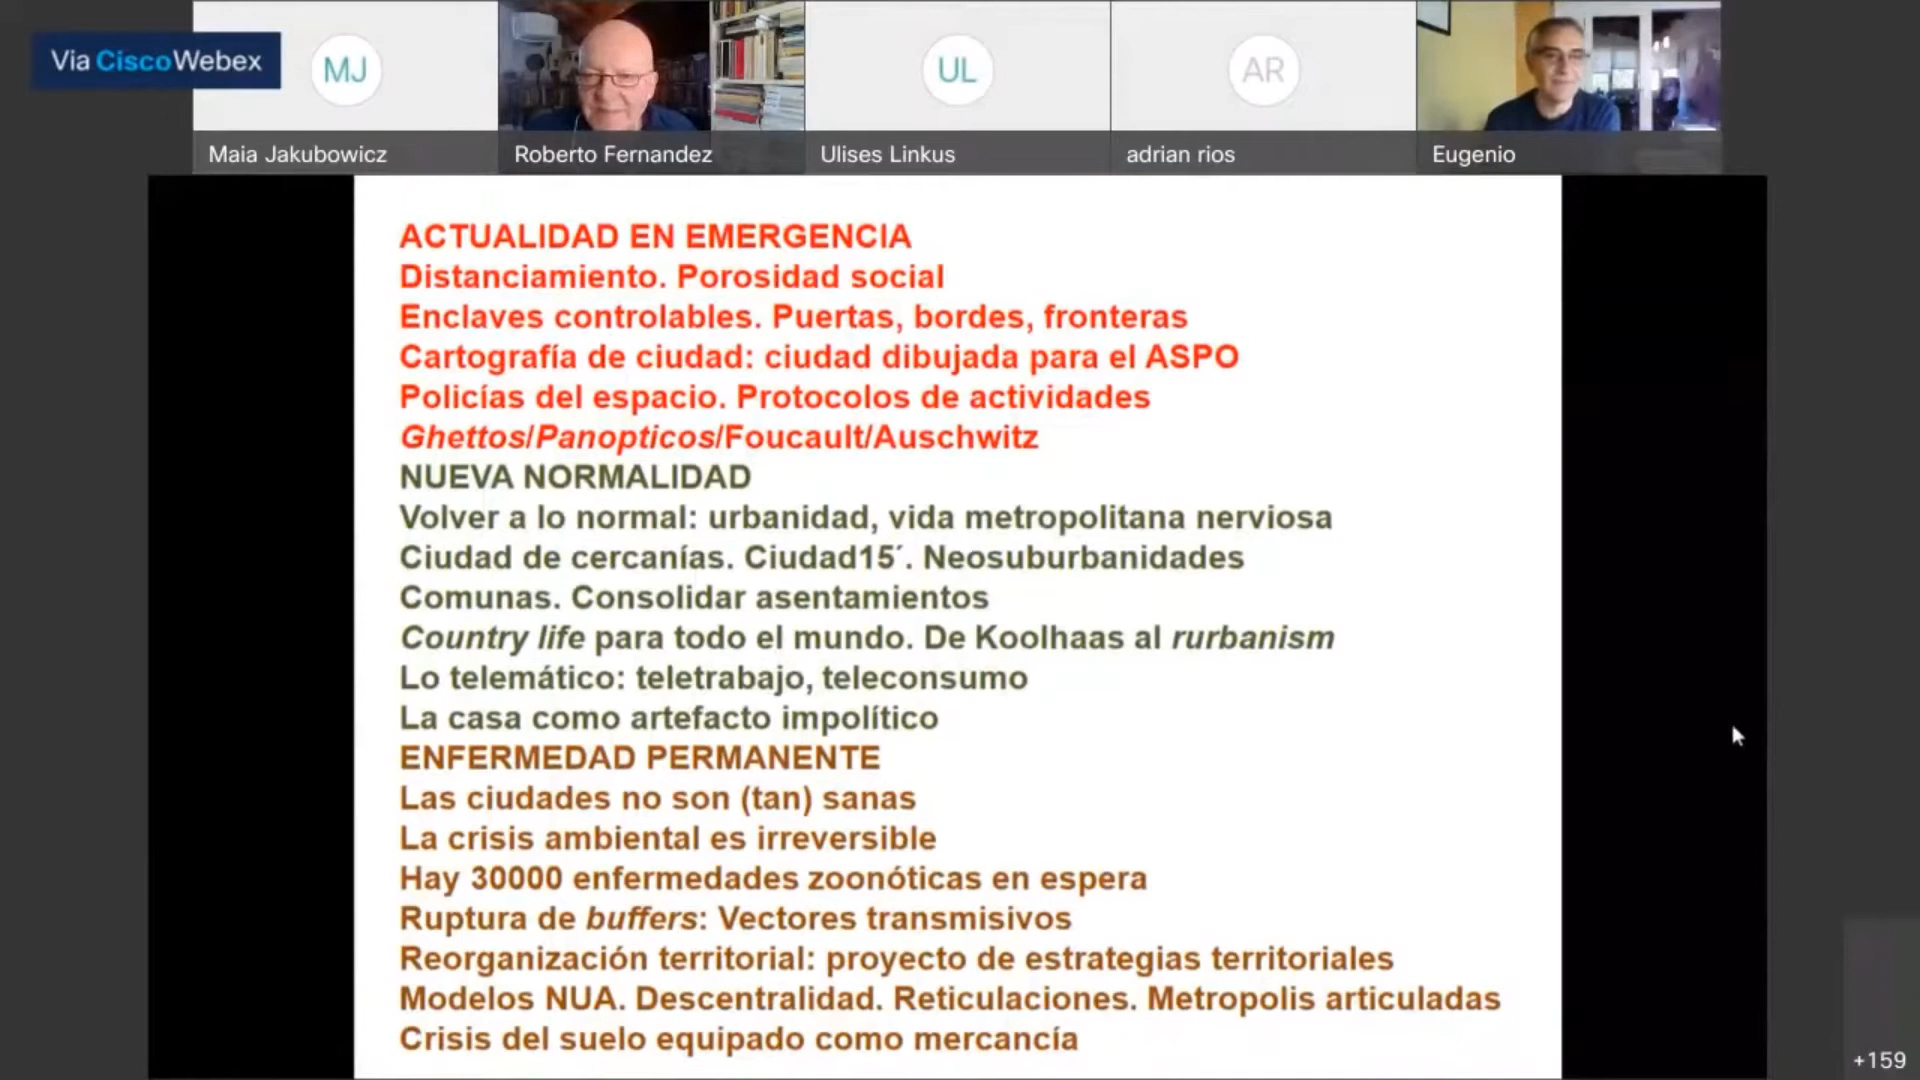 Via CiscoWebex
MJ
UL
AR
Maia Jakubowicz
Roberto Fernandez
Ulises Linkus
adrian rios
Eugenio
ACTUALIDAD EN EMERGENCIA
Distanciamiento. Porosidad social
Enclaves controlables. Puertas, bordes, fronteras
Cartografía de ciudad: ciudad dibujada para el ASPO
Policías del espacio. Protocolos de actividades
Ghettos/Panopticos/Foucault/Auschwitz
NUEVA NORMALIDAD
Volver a lo normal: urbanidad, vida metropolitana nerviosa
Ciudad de cercanías. Ciudad15´. Neosuburbanidades
Comunas. Consolidar asentamientos
Country life para todo el mundo. De Koolhaas al rurbanism
Lo telemático: teletrabajo, teleconsumo
La casa como artefacto impolítico
ENFERMEDAD PERMANENTE
Las ciudades no son (tan) sanas
La crisis ambiental es irreversible
Hay 30000 enfermedades zoonóticas en espera
Ruptura de buffers: Vectores transmisivos
Reorganización territorial: proyecto de estrategias territoriales
Modelos NUA. Descentralidad. Reticulaciones. Metropolis articuladas
Crisis del suelo equipado como mercancía
+159